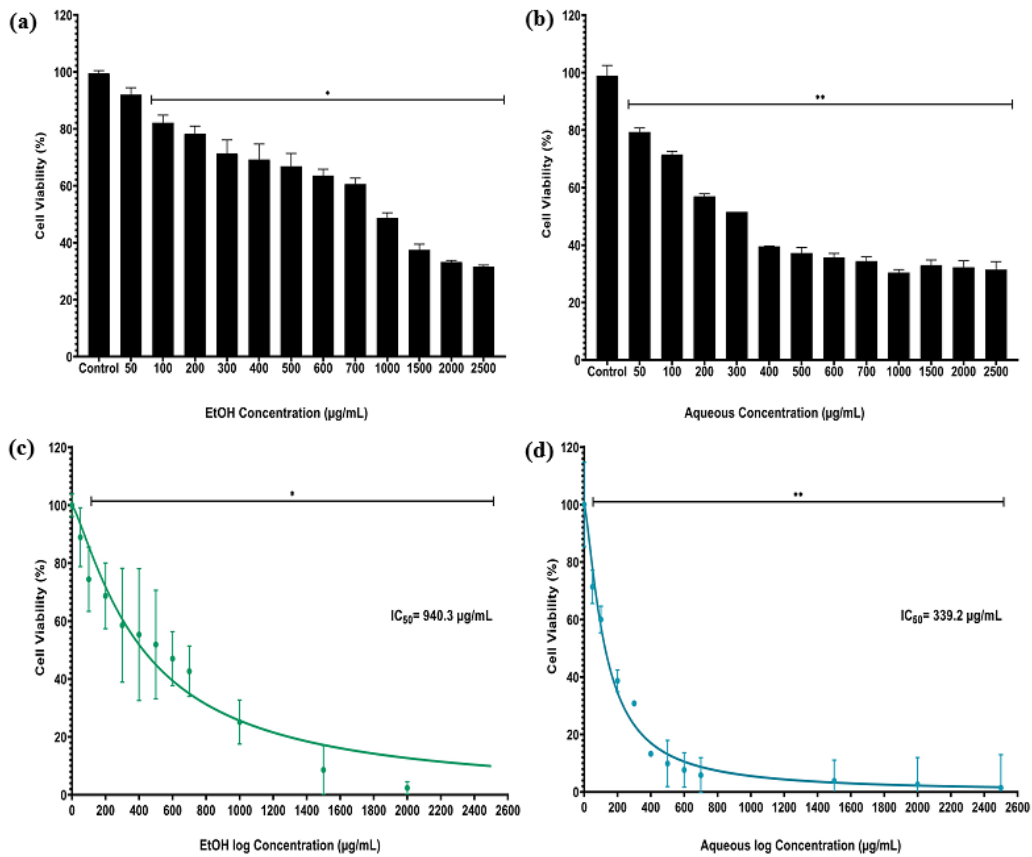 (a)
120
100
80
60
40
20
0
Cell Viability (%)
*
Control 50 100 200 300 400 500 600 700 1000 1500 2000 2500
EtOH Concentration (µg/mL)
(b)
120
100
80
60
40
20
0
Cell Viability (%)
**
Control 50 100 200 300 400 500 600 700 1000 1500 2000 2500
Aqueous Concentration (µg/mL)
(c)
120
100
80
60
40
20
0
Cell Viability (%)
*
IC50= 940.3 µg/mL
0 200 400 600 800 1000 1200 1400 1600 1800 2000 2200 2400 2600
EtOH log Concentration (µg/mL)
(d)
120
100
80
60
40
20
0
Cell Viability (%)
**
IC50= 339.2 µg/mL
0 200 400 600 800 1000 1200 1400 1600 1800 2000 2200 2400 2600
Aqueous log Concentration (µg/mL)